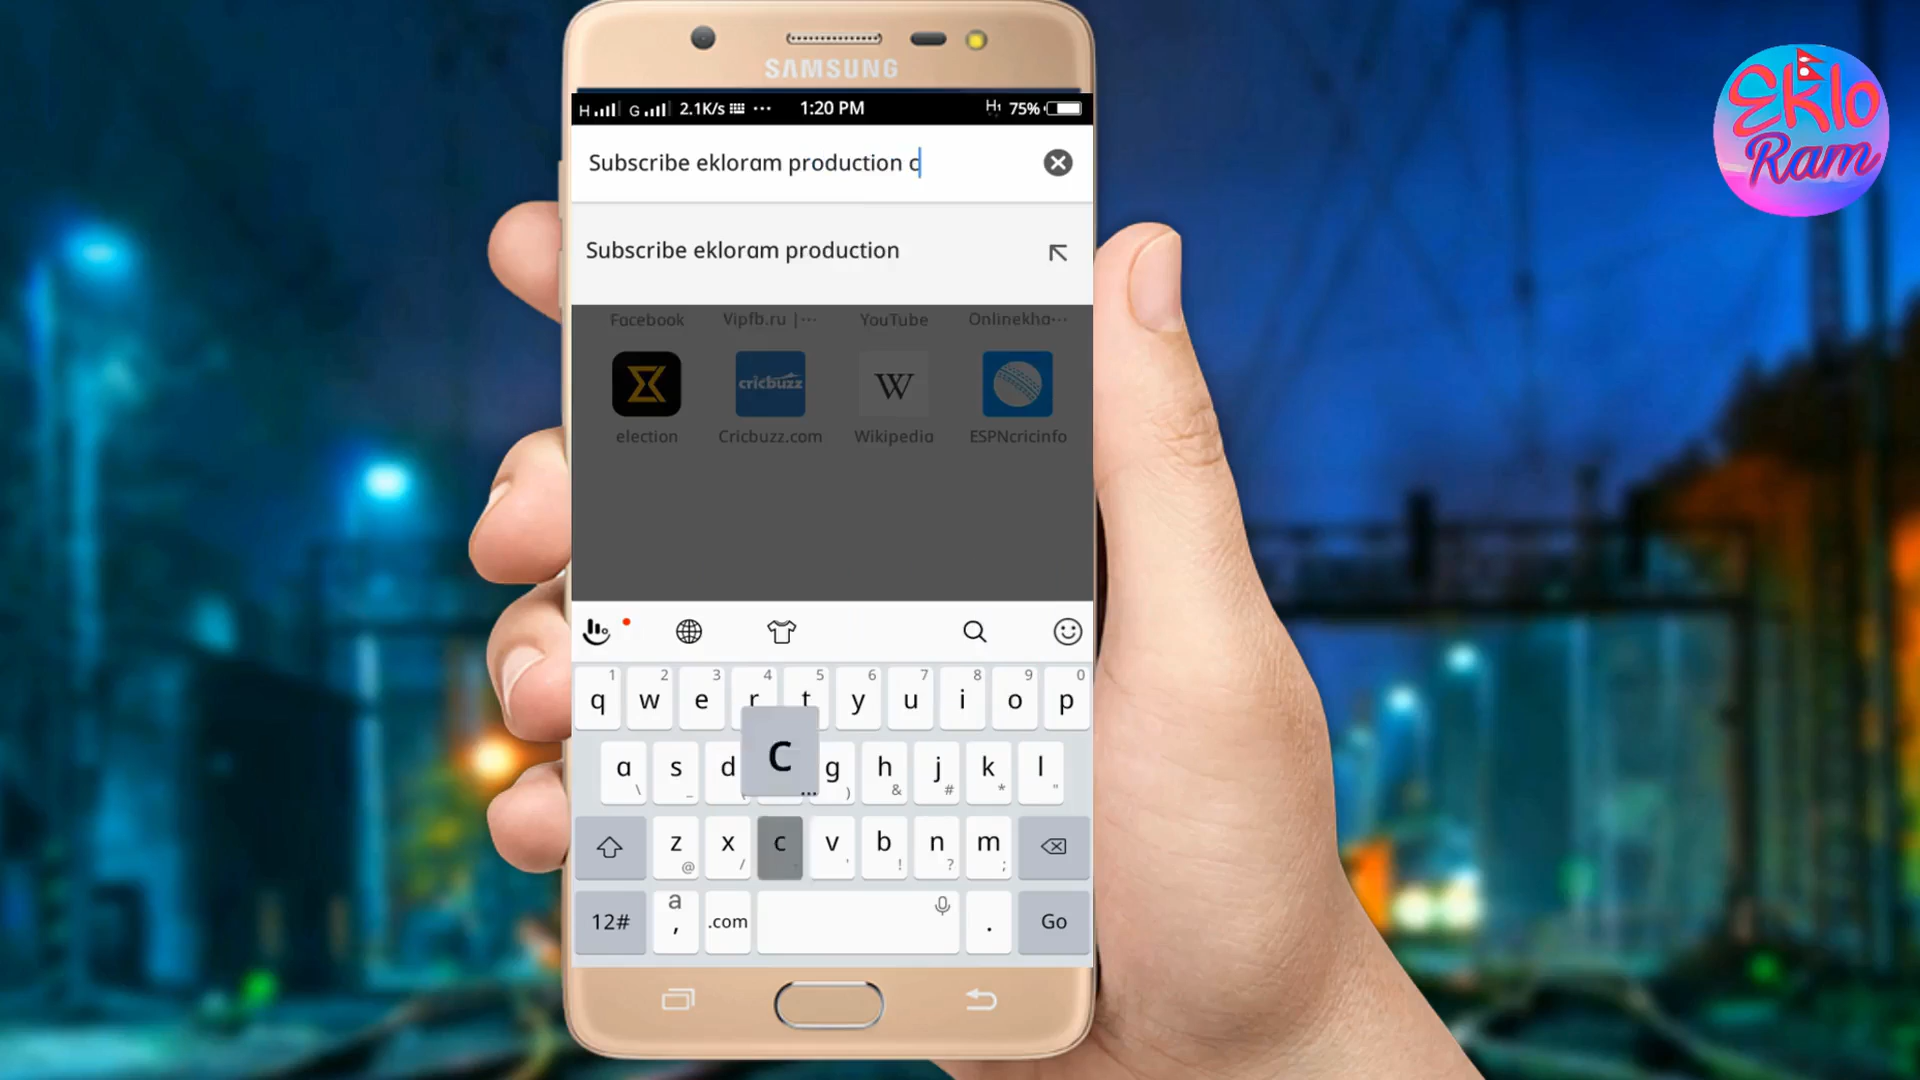 SAMSUNG
H G 2.1K/s ... 1:20 PM H1 75%
Subscribe ekloram production c
Subscribe ekloram production
Facebook Vipfb.ru |... YouTube Onlinekha...
cricbuzz W
election Cricbuzz.com Wikipedia ESPNcricinfo
1 2 3 4 5 6 7 8 9 0
q w e r t y u i o p
C
a s d g h j k l
\ _ ( ... ) & # * "
z x c v b n m
@ / ' ! ? ;
12# a , .com . Go
Eklo
Ram